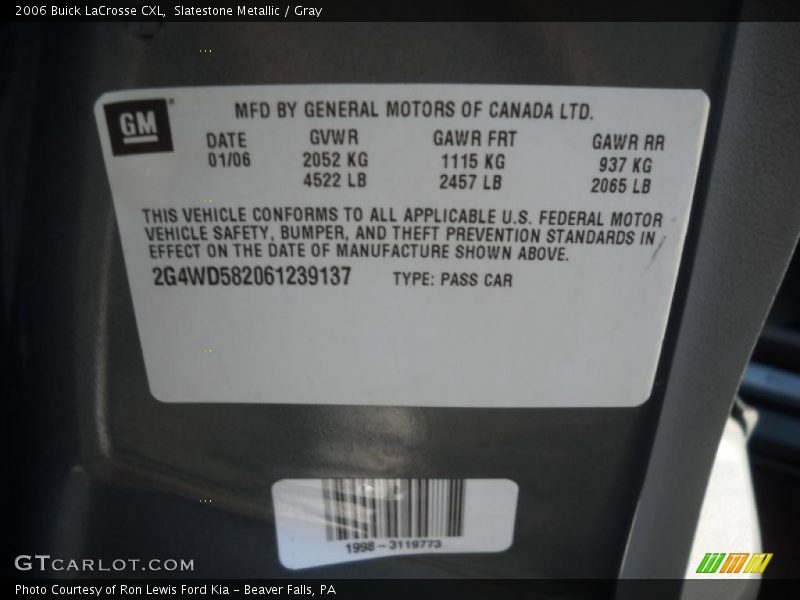 2006 Buick LaCrosse CXL, Slatestone Metallic / Gray
GM
MFD BY GENERAL MOTORS OF CANADA LTD.
DATE GVWR GAWR FRT GAWR RR
01/06 2052 KG 1115 KG 937 KG
4522 LB 2457 LB 2065 LB
THIS VEHICLE CONFORMS TO ALL APPLICABLE U.S. FEDERAL MOTOR
VEHICLE SAFETY, BUMPER, AND THEFT PREVENTION STANDARDS IN
EFFECT ON THE DATE OF MANUFACTURE SHOWN ABOVE.
2G4WD582061239137 TYPE: PASS CAR
1998-3119773
GTCARLOT.COM
Photo Courtesy of Ron Lewis Ford Kia - Beaver Falls, PA